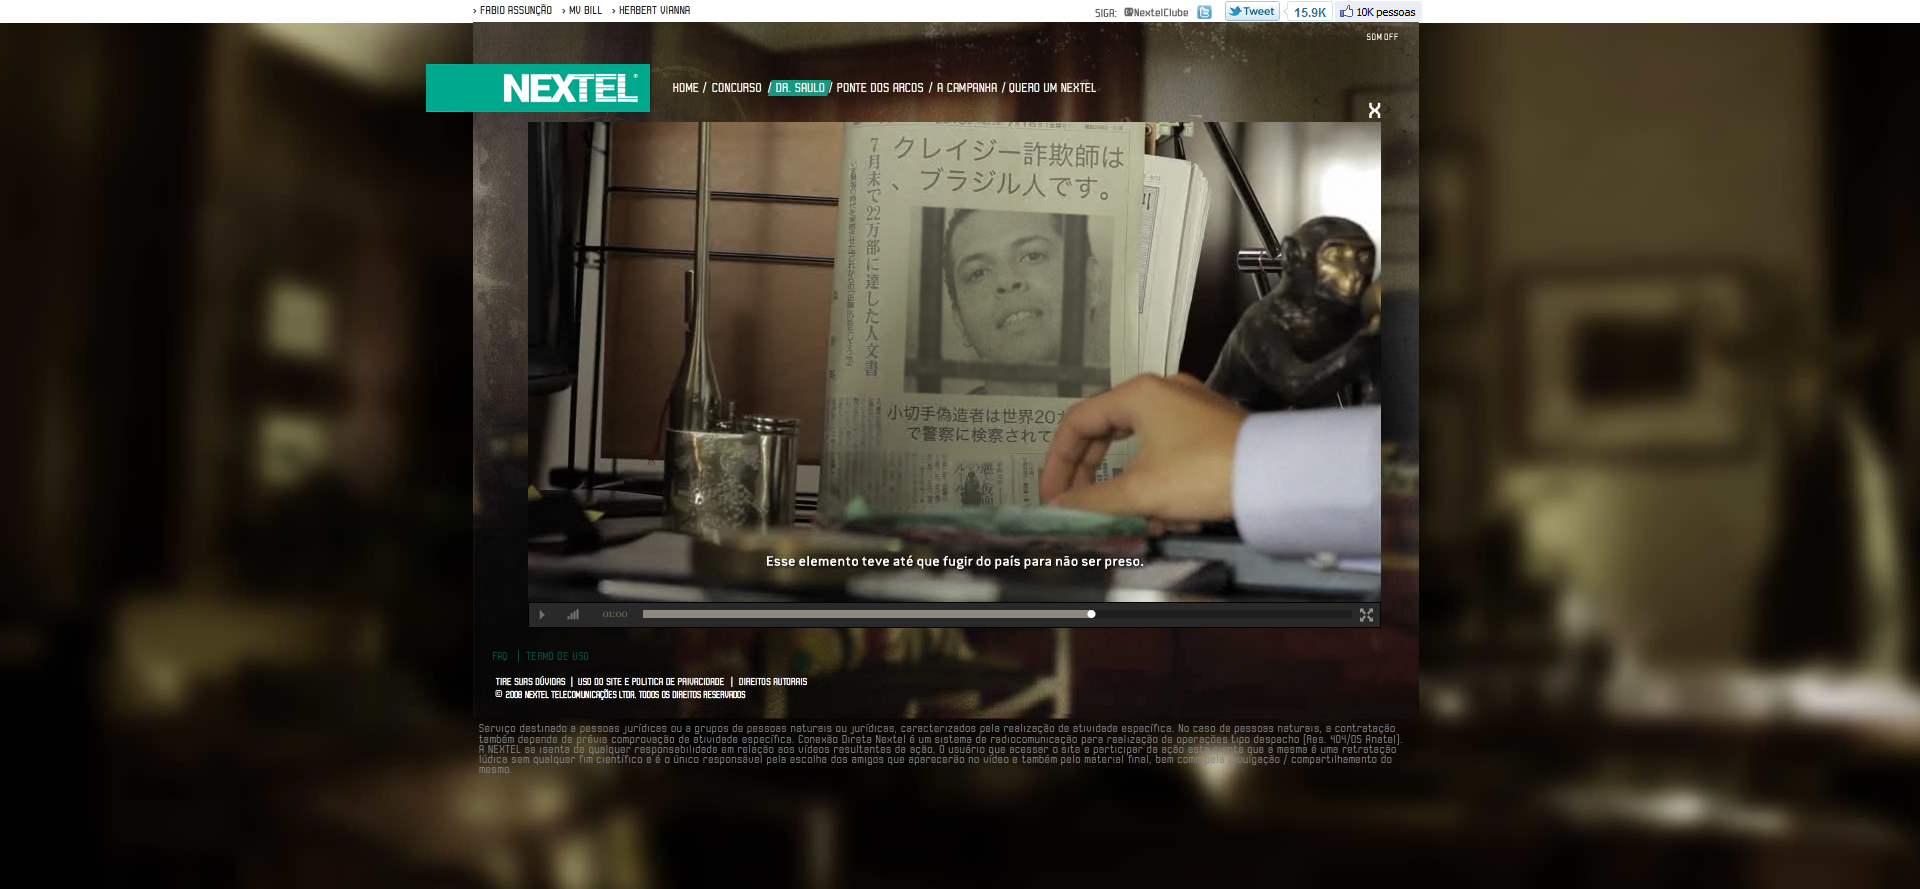 › FABIO ASSUNÇÃO › MV BILL › HERBERT VIANNA
SIGA: @NextelClube Tweet 15.9K 10K pessoas
SOM OFF
NEXTEL
HOME / CONCURSO / DR. SAULO / PONTE DOS ARCOS / A CAMPANHA / QUERO UM NEXTEL
X
クレイジー詐欺師は
、ブラジル人です。
7月末で22万部に達した人文書
小切手偽造者は世界20
で警察に検察されて
Esse elemento teve até que fugir do país para não ser preso.
01:00
FAQ | TERMO DE USO
TIRE SUAS DÚVIDAS | USO DO SITE E POLITICA DE PRIVACIDADE | DIREITOS AUTORAIS
© 2008 NEXTEL TELECOMUNICAÇÕES LTDA. TODOS OS DIREITOS RESERVADOS
Serviço destinado a pessoas jurídicas ou a grupos de pessoas naturais ou jurídicas, caracterizados pela realização de atividade específica. No caso de pessoas naturais, a contratação
também depende de prévia comprovação de atividade específica. Conexão Direta Nextel é um sistema de radiocomunicação para realização de operações tipo despacho (Res. 404/05 Anatel).
A NEXTEL se isenta de qualquer responsabilidade em relação aos vídeos resultantes da ação. O usuário que acessar o site e participar da ação está ciente que a mesma é uma retratação
lúdica sem qualquer fim científico e é o único responsável pela escolha dos amigos que aparecerão no vídeo e também pelo material final, bem como pela divulgação / compartilhamento do
mesmo.